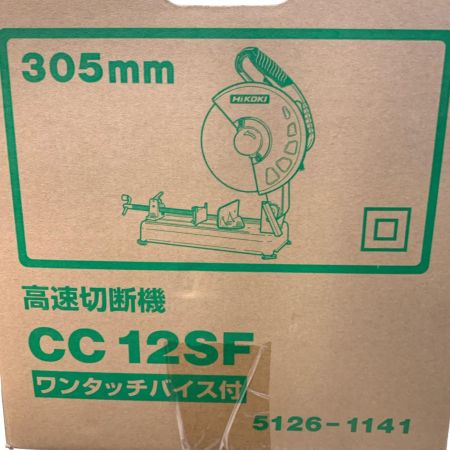 305mm
HiKOKI
高速切断機
CC 12SF
ワンタッチバイス付
5126-1141